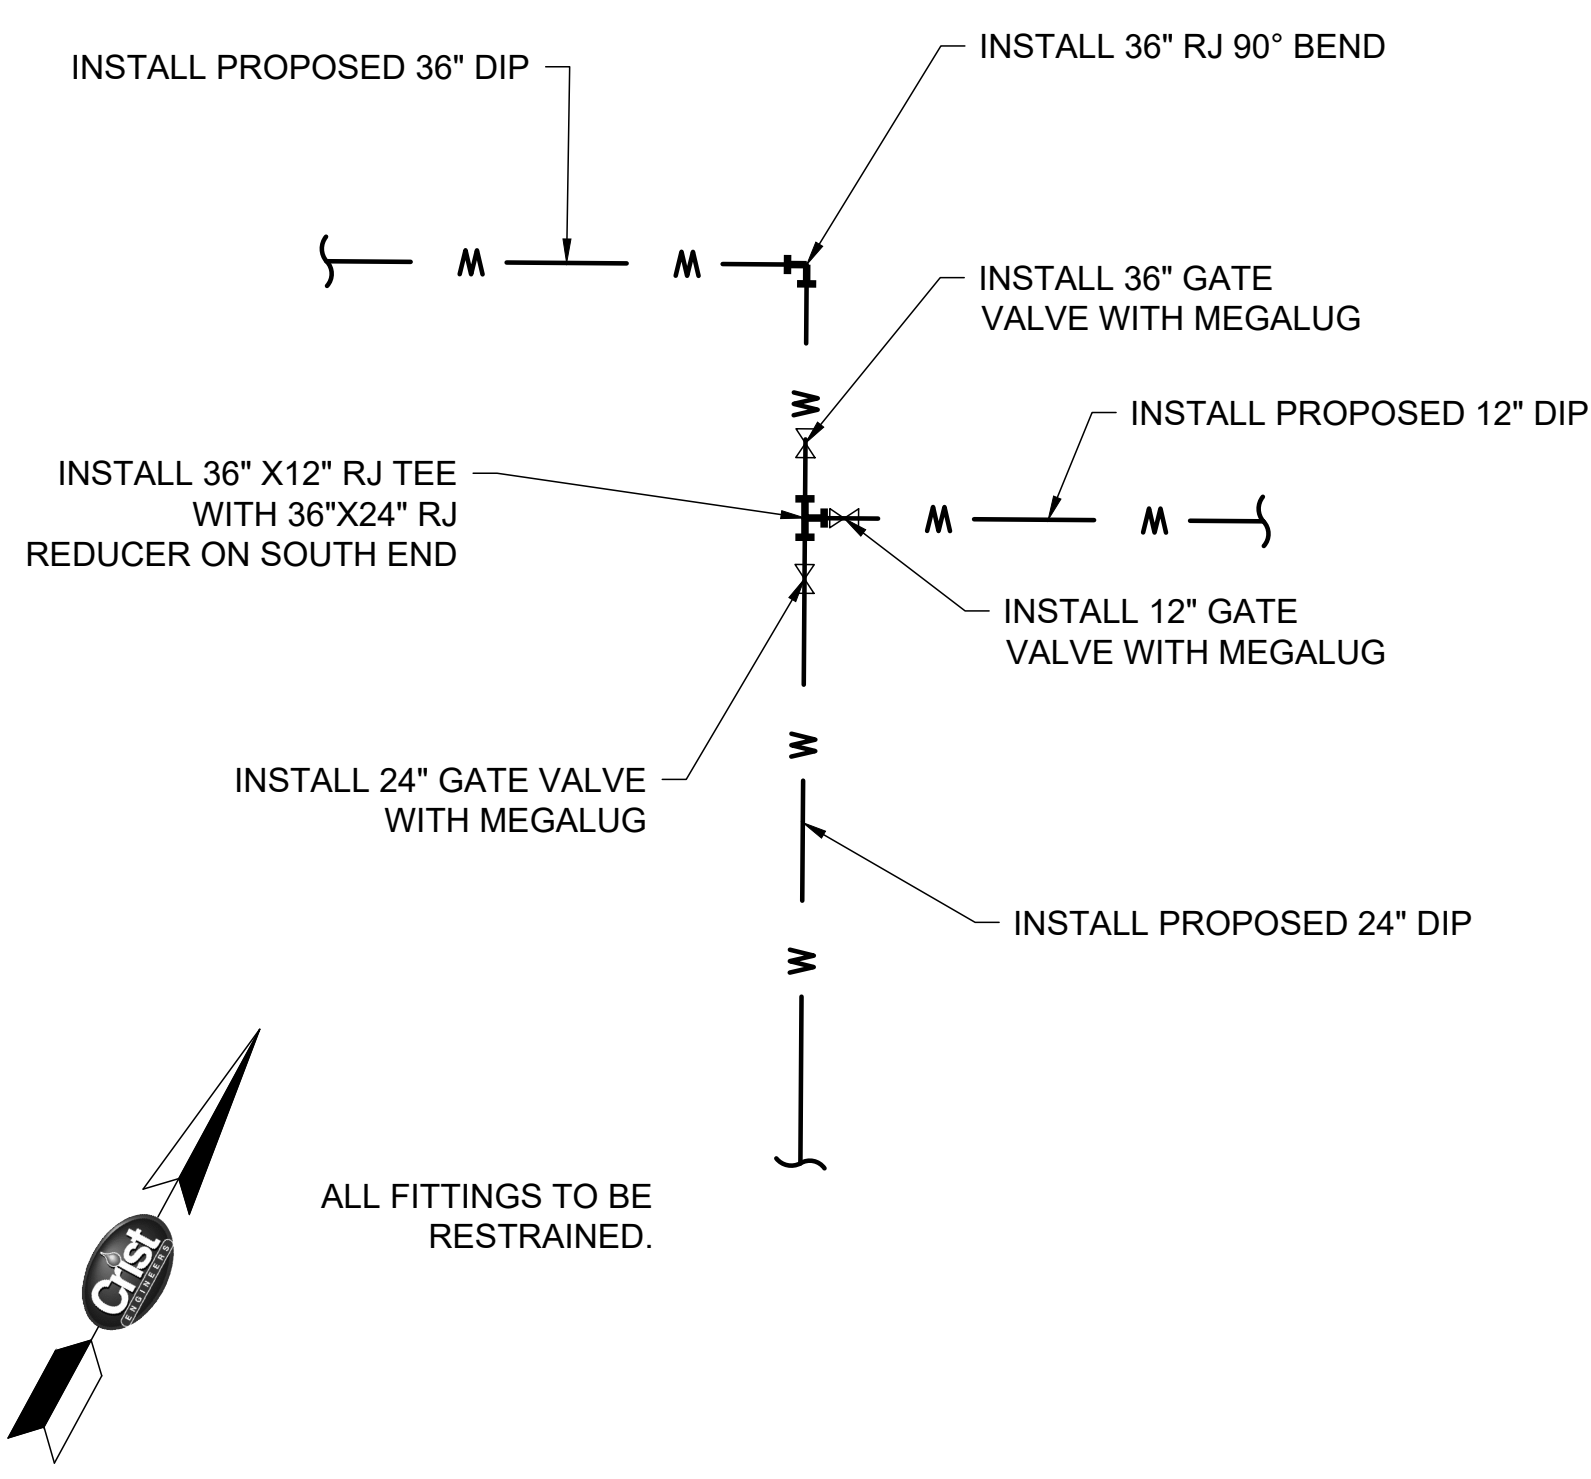 INSTALL PROPOSED 36" DIP
INSTALL 36" RJ 90° BEND
W W
INSTALL 36" GATE
VALVE WITH MEGALUG
W
INSTALL PROPOSED 12" DIP
INSTALL 36" X12" RJ TEE
WITH 36"X24" RJ
REDUCER ON SOUTH END
W W
INSTALL 12" GATE
VALVE WITH MEGALUG
W
INSTALL 24" GATE VALVE
WITH MEGALUG
INSTALL PROPOSED 24" DIP
W
ALL FITTINGS TO BE
RESTRAINED.
Crist
ENGINEERS